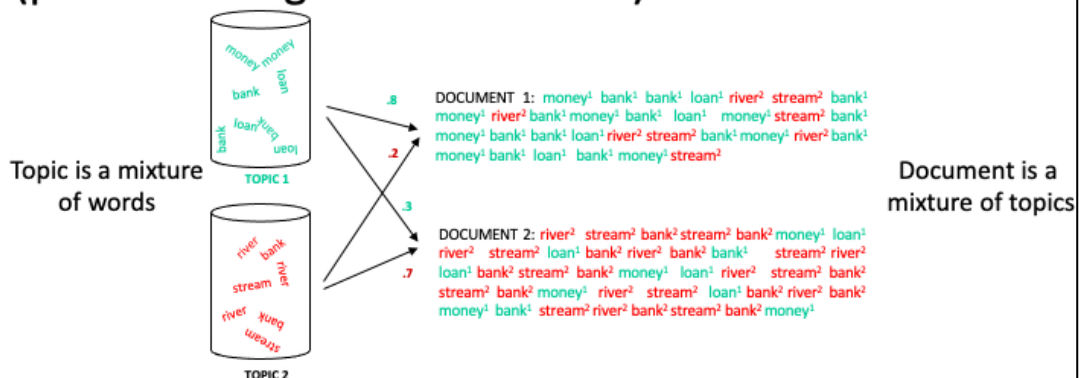 money money
loan
bank
loan bank
bank
loan
TOPIC 1
Topic is a mixture
of words
river bank
river
stream
river bank
stream
TOPIC 2
.8
.2
.3
.7
DOCUMENT 1: money¹ bank¹ bank¹ loan¹ river² stream² bank¹
money¹ river² bank¹ money¹ bank¹ loan¹ money¹ stream² bank¹
money¹ bank¹ bank¹ loan¹ river² stream² bank¹ money¹ river² bank¹
money¹ bank¹ loan¹ bank¹ money¹ stream²
DOCUMENT 2: river² stream² bank² stream² bank² money¹ loan¹
river² stream² loan¹ bank² river² bank² bank¹ stream² river²
loan¹ bank² stream² bank² money¹ loan¹ river² stream² bank²
stream² bank² money¹ river² stream² loan¹ bank² river² bank²
money¹ bank¹ stream² river² bank² stream² bank² money¹
Document is a
mixture of topics